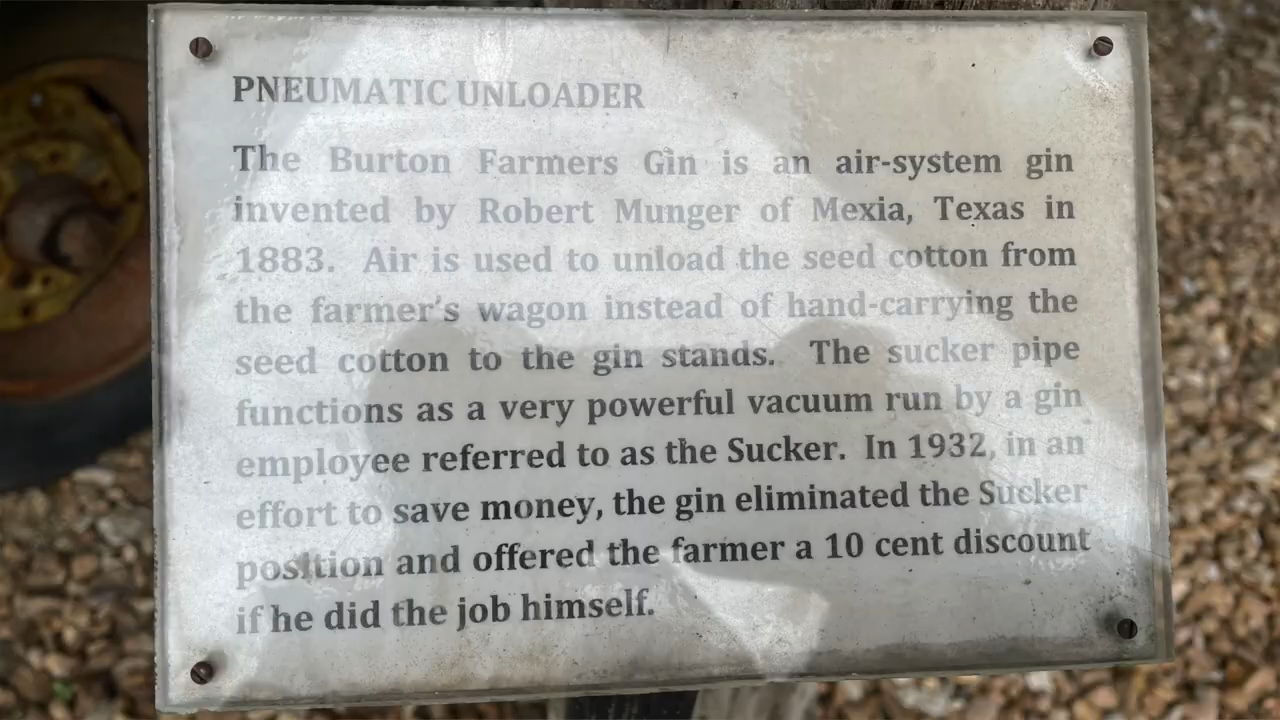 PNEUMATIC UNLOADER
The Burton Farmers Gin is an air-system gin
invented by Robert Munger of Mexia, Texas in
1883. Air is used to unload the seed cotton from
the farmer's wagon instead of hand-carrying the
seed cotton to the gin stands. The sucker pipe
functions as a very powerful vacuum run by a gin
employee referred to as the Sucker. In 1932, in an
effort to save money, the gin eliminated the Sucker
position and offered the farmer a 10 cent discount
if he did the job himself.